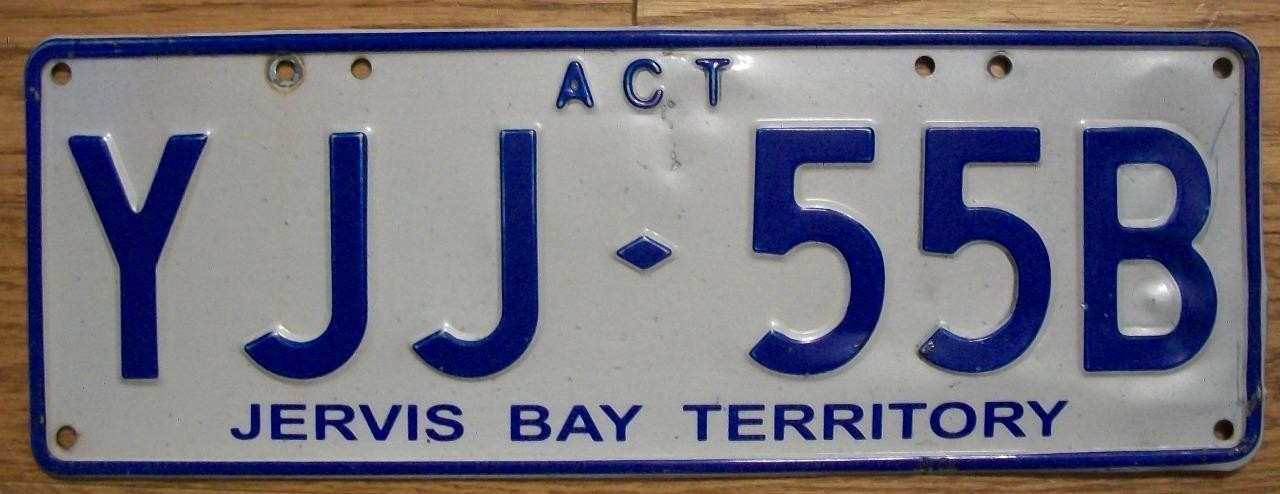 ACT
YJJ♦55B
JERVIS BAY TERRITORY